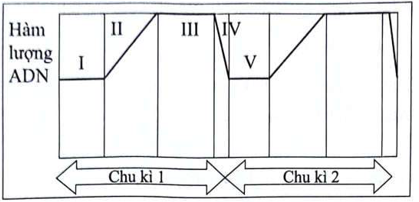 Hàm
lượng
ADN
I
II
III
IV
V
Chu kì 1
Chu kì 2